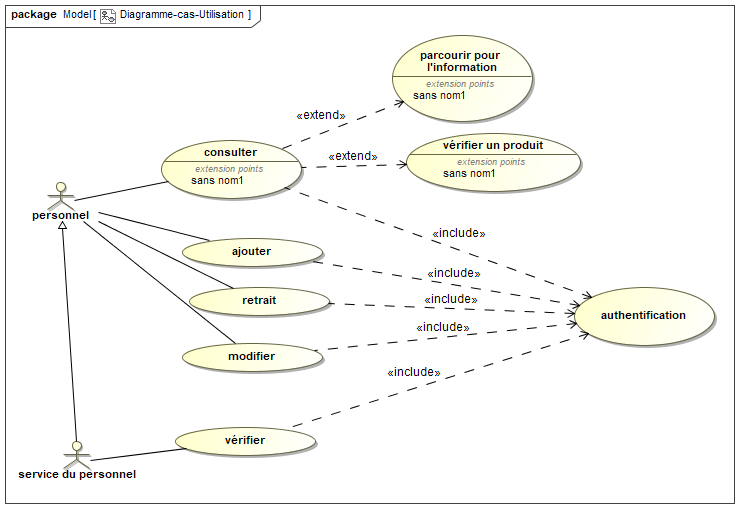 package Model [ Diagramme-cas-Utilisation ]
parcourir pour
l'information
extension points
sans nom1
«extend»
consulter
extension points
sans nom1
«extend»
vérifier un produit
extension points
sans nom1
personnel
«include»
ajouter
«include»
retrait
«include»
authentification
«include»
modifier
«include»
vérifier
service du personnel